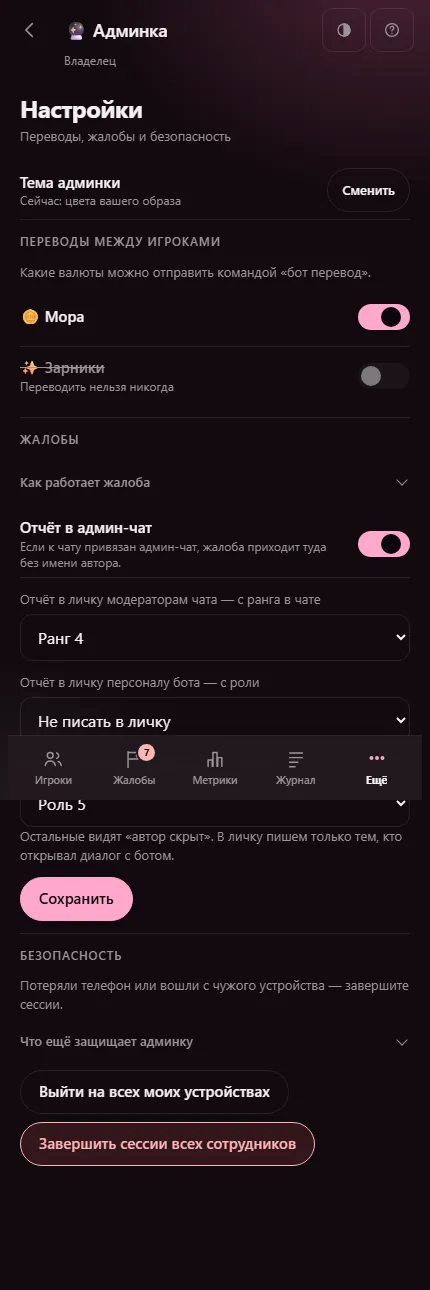 Админка
Владелец
Настройки
Переводы, жалобы и безопасность
Тема админки
Сейчас: цвета вашего образа
Сменить
ПЕРЕВОДЫ МЕЖДУ ИГРОКАМИ
Какие валюты можно отправить командой «бот перевод».
Мора
Зарники
Переводить нельзя никогда
ЖАЛОБЫ
Как работает жалоба
Отчёт в админ-чат
Если к чату привязан админ-чат, жалоба приходит туда
без имени автора.
Отчёт в личку модераторам чата — с ранга в чате
Ранг 4
Отчёт в личку персоналу бота — с роли
Не писать в личку
7
Игроки
Жалобы
Метрики
Журнал
Ещё
Роль 5
Остальные видят «автор скрыт». В личку пишем только тем, кто
открывал диалог с ботом.
Сохранить
БЕЗОПАСНОСТЬ
Потеряли телефон или вошли с чужого устройства — завершите
сессии.
Что ещё защищает админку
Выйти на всех моих устройствах
Завершить сессии всех сотрудников